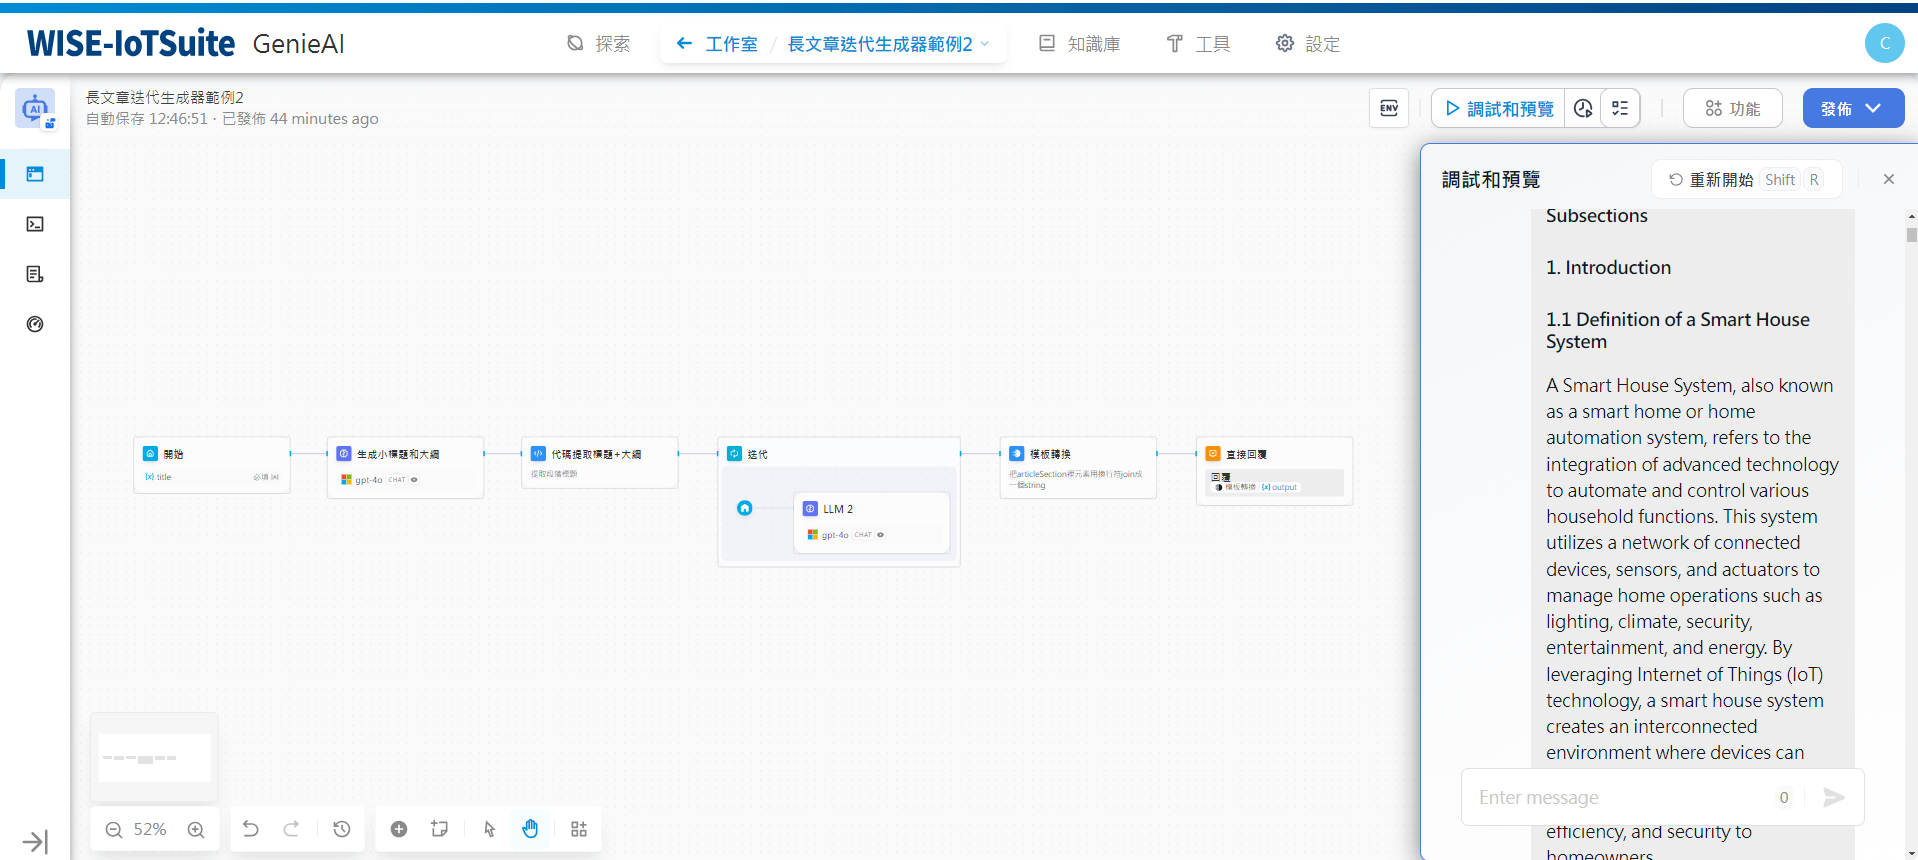 WISE-IoTSuite GenieAI
探索
工作室 / 長文章迭代生成器範例2
知識庫
工具
設定
C
長文章迭代生成器範例2
自動保存 12:46:51 · 已發佈 44 minutes ago
ENV
調試和預覽
功能
發佈
AI
開始
title
必填
生成小標題和大綱
gpt-4o CHAT
代碼提取標題+大綱
提取段落標題
迭代
LLM 2
gpt-4o CHAT
模板轉換
把articleSection裡元素用換行符join成
一個string
直接回覆
回覆
模板轉換 / {x} output
調試和預覽
重新開始 Shift R
Subsections
1. Introduction
1.1 Definition of a Smart House
System
A Smart House System, also known
as a smart home or home
automation system, refers to the
integration of advanced technology
to automate and control various
household functions. This system
utilizes a network of connected
devices, sensors, and actuators to
manage home operations such as
lighting, climate, security,
entertainment, and energy. By
leveraging Internet of Things (IoT)
technology, a smart house system
creates an interconnected
environment where devices can
Enter message
0
efficiency, and security to
homeowners
52%